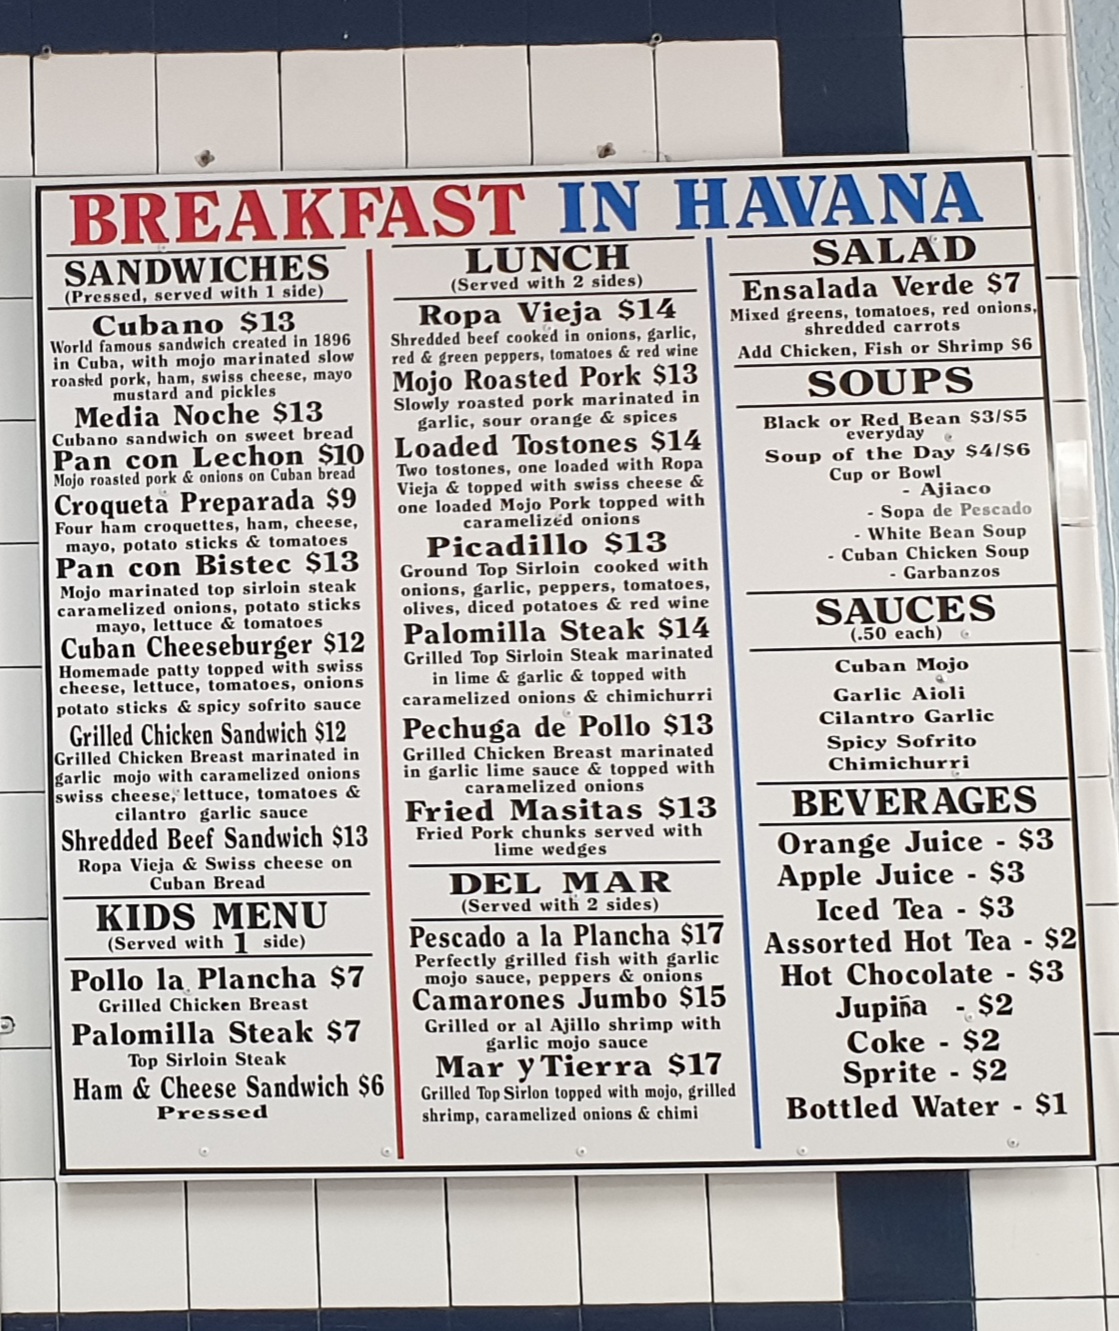 BREAKFAST IN HAVANA
SANDWICHES
(Pressed, served with 1 side)
Cubano $13
World famous sandwich created in 1896
in Cuba, with mojo marinated slow
roasted pork, ham, swiss cheese, mayo
mustard and pickles
Media Noche $13
Cubano sandwich on sweet bread
Pan con Lechon $10
Mojo roasted pork & onions on Cuban bread
Croqueta Preparada $9
Four ham croquettes, ham, cheese,
mayo, potato sticks & tomatoes
Pan con Bistec $13
Mojo marinated top sirloin steak
caramelized onions, potato sticks
mayo, lettuce & tomatoes
Cuban Cheeseburger $12
Homemade patty topped with swiss
cheese, lettuce, tomatoes, onions
potato sticks & spicy sofrito sauce
Grilled Chicken Sandwich $12
Grilled Chicken Breast marinated in
garlic mojo with caramelized onions
swiss cheese, lettuce, tomatoes &
cilantro garlic sauce
Shredded Beef Sandwich $13
Ropa Vieja & Swiss cheese on
Cuban Bread
KIDS MENU
(Served with 1 side)
Pollo la Plancha $7
Grilled Chicken Breast
Palomilla Steak $7
Top Sirloin Steak
Ham & Cheese Sandwich $6
Pressed
LUNCH
(Served with 2 sides)
Ropa Vieja $14
Shredded beef cooked in onions, garlic,
red & green peppers, tomatoes & red wine
Mojo Roasted Pork $13
Slowly roasted pork marinated in
garlic, sour orange & spices
Loaded Tostones $14
Two tostones, one loaded with Ropa
Vieja & topped with swiss cheese &
one loaded Mojo Pork topped with
caramelized onions
Picadillo $13
Ground Top Sirloin cooked with
onions, garlic, peppers, tomatoes,
olives, diced potatoes & red wine
Palomilla Steak $14
Grilled Top Sirloin Steak marinated
in lime & garlic & topped with
caramelized onions & chimichurri
Pechuga de Pollo $13
Grilled Chicken Breast marinated
in garlic lime sauce & topped with
caramelized onions
Fried Masitas $13
Fried Pork chunks served with
lime wedges
DEL MAR
(Served with 2 sides)
Pescado a la Plancha $17
Perfectly grilled fish with garlic
mojo sauce, peppers & onions
Camarones Jumbo $15
Grilled or al Ajillo shrimp with
garlic mojo sauce
Mar y Tierra $17
Grilled Top Sirlon topped with mojo, grilled
shrimp, caramelized onions & chimi
SALAD
Ensalada Verde $7
Mixed greens, tomatoes, red onions,
shredded carrots
Add Chicken, Fish or Shrimp $6
SOUPS
Black or Red Bean $3/$5
everyday
Soup of the Day $4/$6
Cup or Bowl
- Ajiaco
- Sopa de Pescado
- White Bean Soup
- Cuban Chicken Soup
- Garbanzos
SAUCES
(.50 each)
Cuban Mojo
Garlic Aioli
Cilantro Garlic
Spicy Sofrito
Chimichurri
BEVERAGES
Orange Juice - $3
Apple Juice - $3
Iced Tea - $3
Assorted Hot Tea - $2
Hot Chocolate - $3
Jupiña - $2
Coke - $2
Sprite - $2
Bottled Water - $1